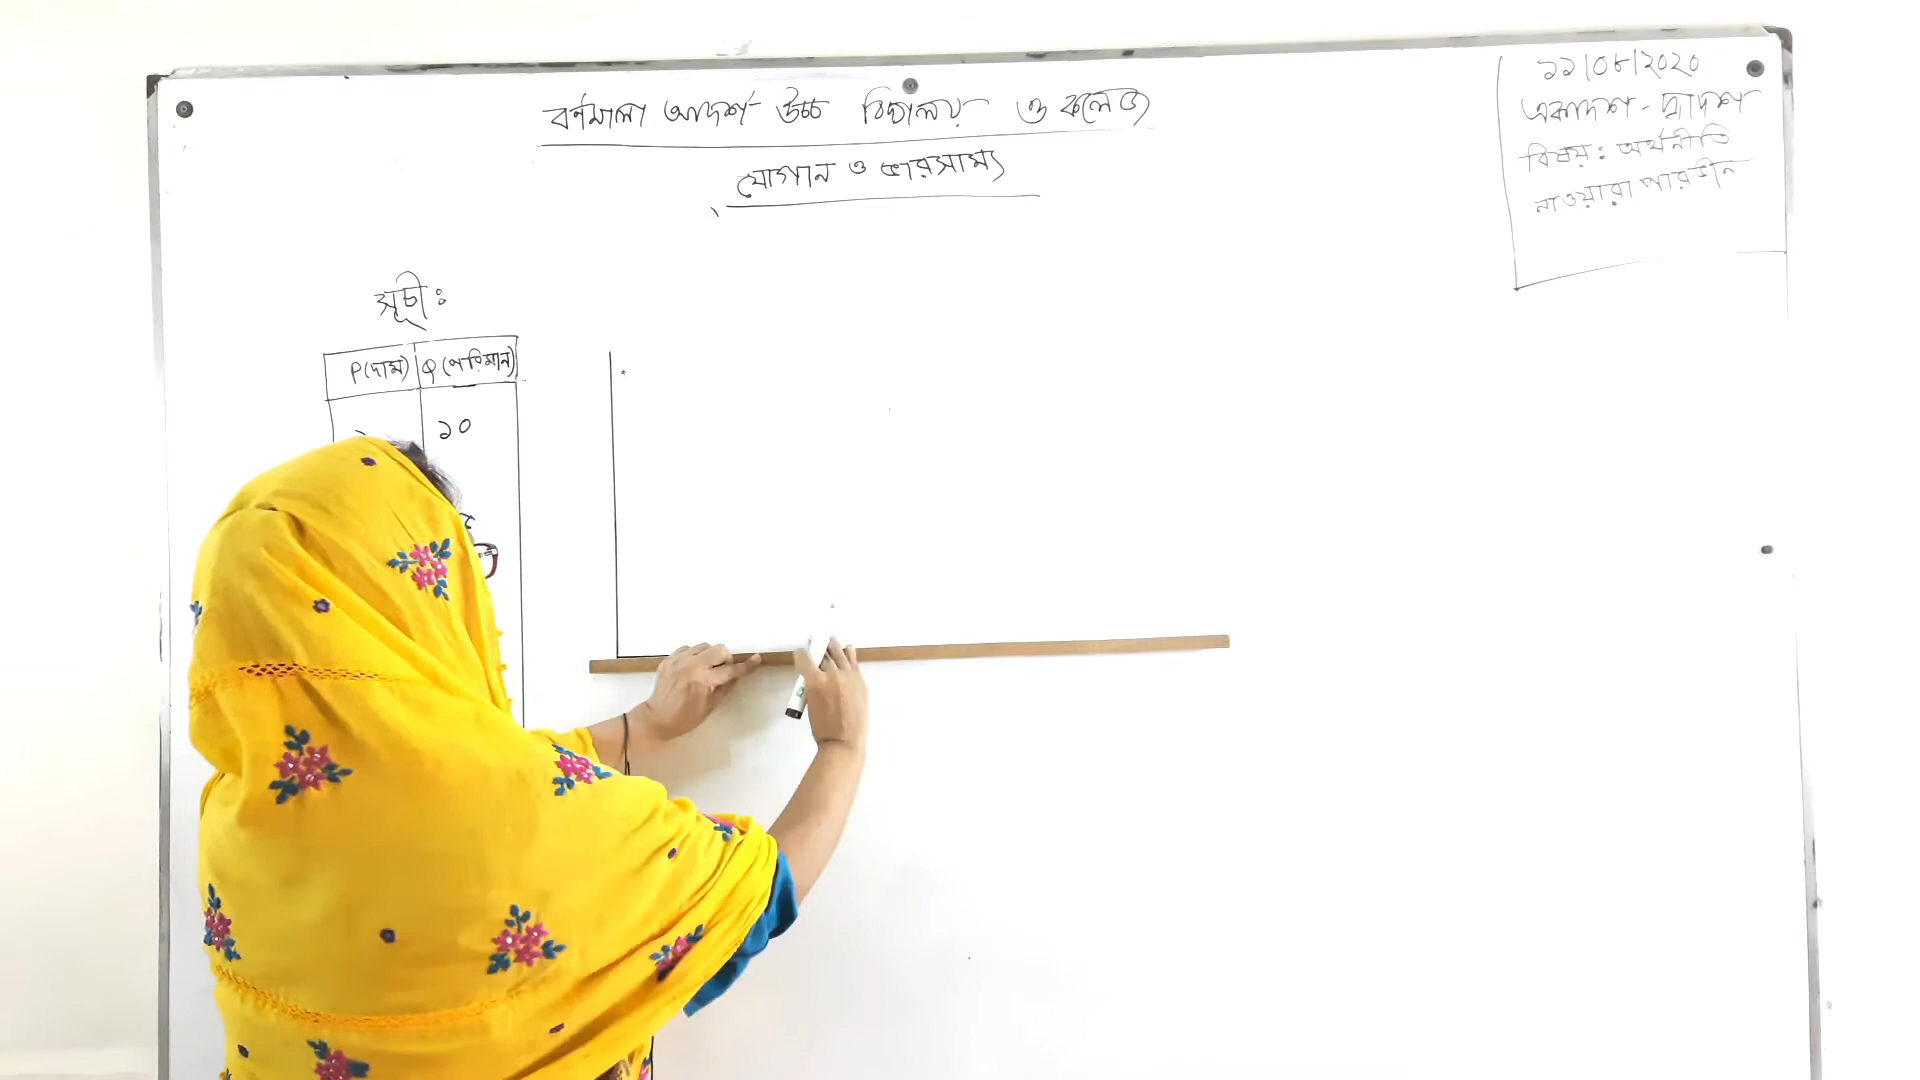 বর্ণমালা আদর্শ উচ্চ বিদ্যালয় ও কলেজ
যোগান ও ভারসাম্য
১১/০৮/২০২০
একাদশ - দ্বাদশ
বিষয়: অর্থনীতি
নাওয়ারা পারভীন
সূচী:
P(দাম) Q(পরিমান)
১০